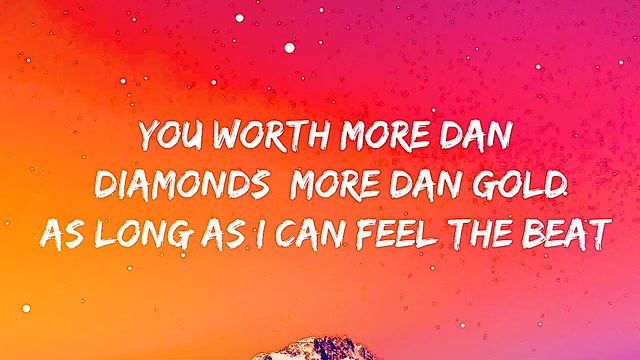 YOU WORTH MORE DAN
DIAMONDS MORE DAN GOLD
AS LONG AS I CAN FEEL THE BEAT